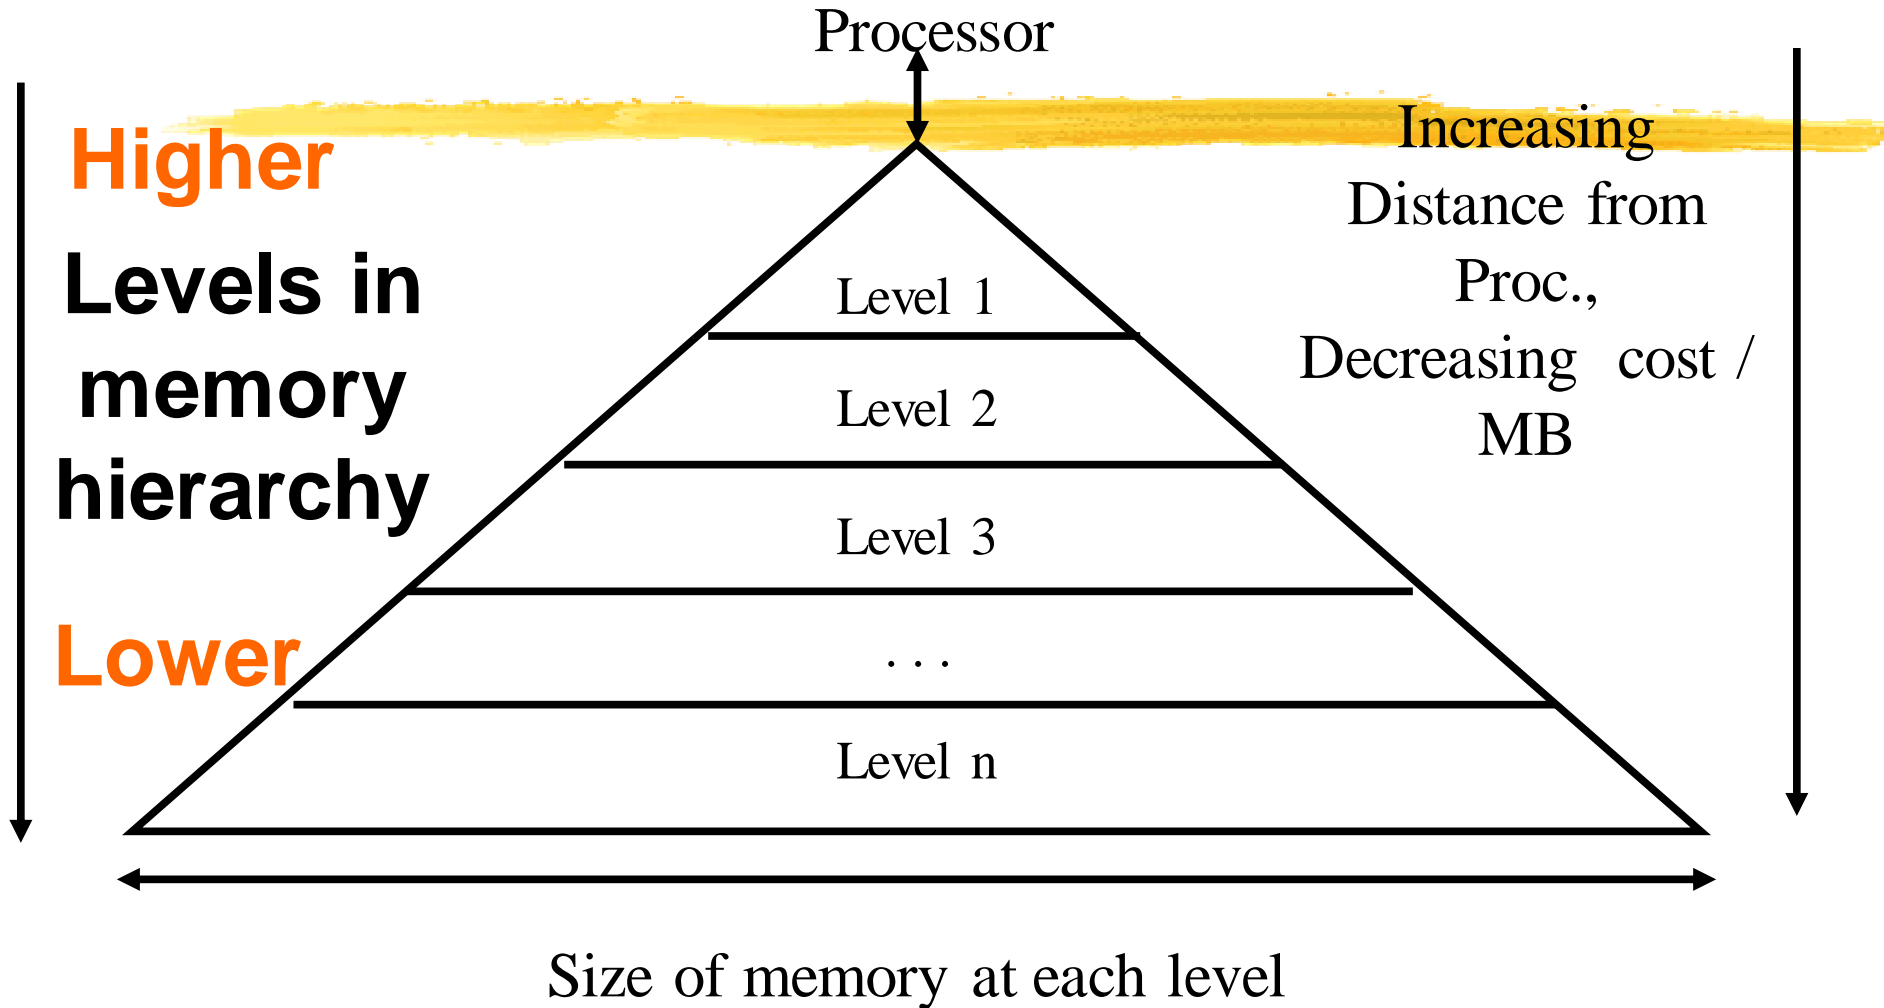 Processor
Higher
Levels in
memory
hierarchy
Lower
Increasing
Distance from
Proc.,
Decreasing cost /
MB
Level 1
Level 2
Level 3
. . .
Level n
Size of memory at each level